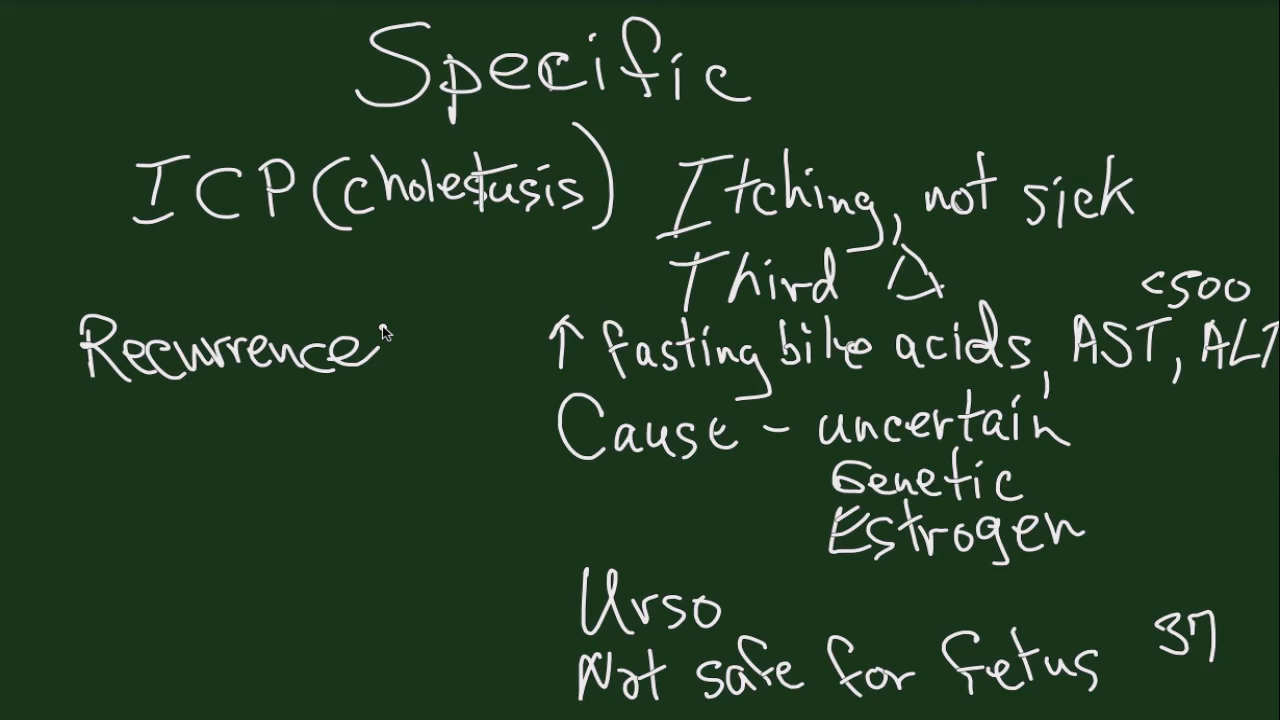 Specific
ICP (cholestasis) Itching, not sick
Third Δ
<500
Recurrence ↑ fasting bile acids, AST, ALT
Cause - uncertain
Genetic
Estrogen
Urso
Not safe for fetus 37